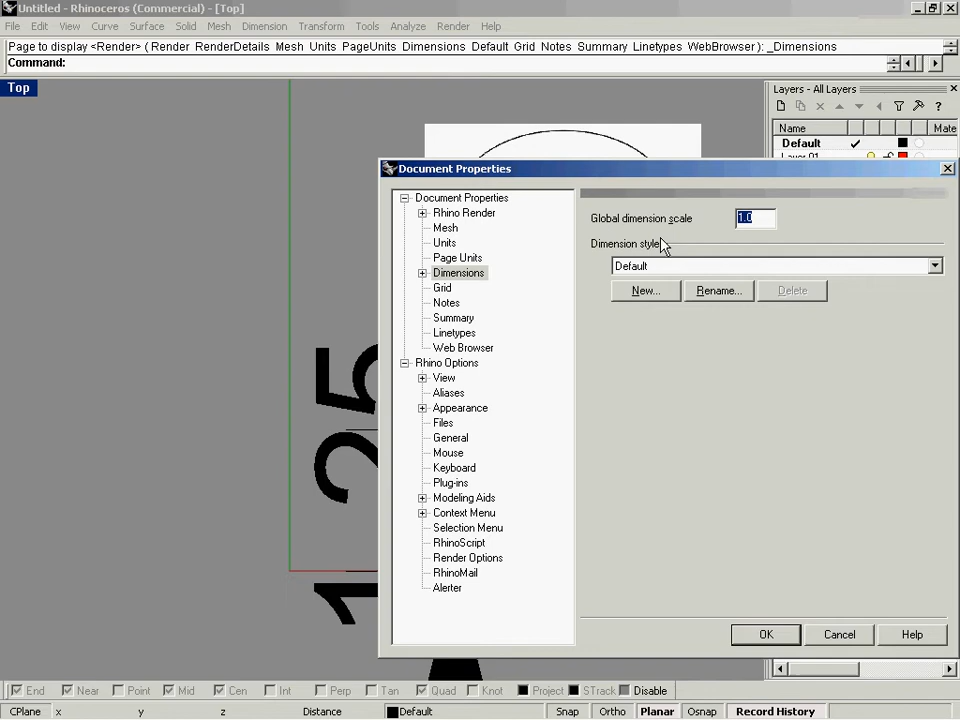 Untitled - Rhinoceros (Commercial) - [Top]
File Edit View Curve Surface Solid Mesh Dimension Transform Tools Analyze Render Help
Page to display <Render> ( Render RenderDetails Mesh Units PageUnits Dimensions Default Grid Notes Summary Linetypes WebBrowser ): _Dimensions
Command:
Top
Layers - All Layers
Name Mate
Default
Layer 01
Document Properties
Document Properties
Rhino Render
Mesh
Units
Page Units
Dimensions
Grid
Notes
Summary
Linetypes
Web Browser
Rhino Options
View
Aliases
Appearance
Files
General
Mouse
Keyboard
Plug-ins
Modeling Aids
Context Menu
Selection Menu
RhinoScript
Render Options
RhinoMail
Alerter
Global dimension scale 1.0
Dimension style
Default
New... Rename... Delete
OK Cancel Help
25
1
End Near Point Mid Cen Int Perp Tan Quad Knot Project STrack Disable
CPlane x y z Distance Default Snap Ortho Planar Osnap Record History